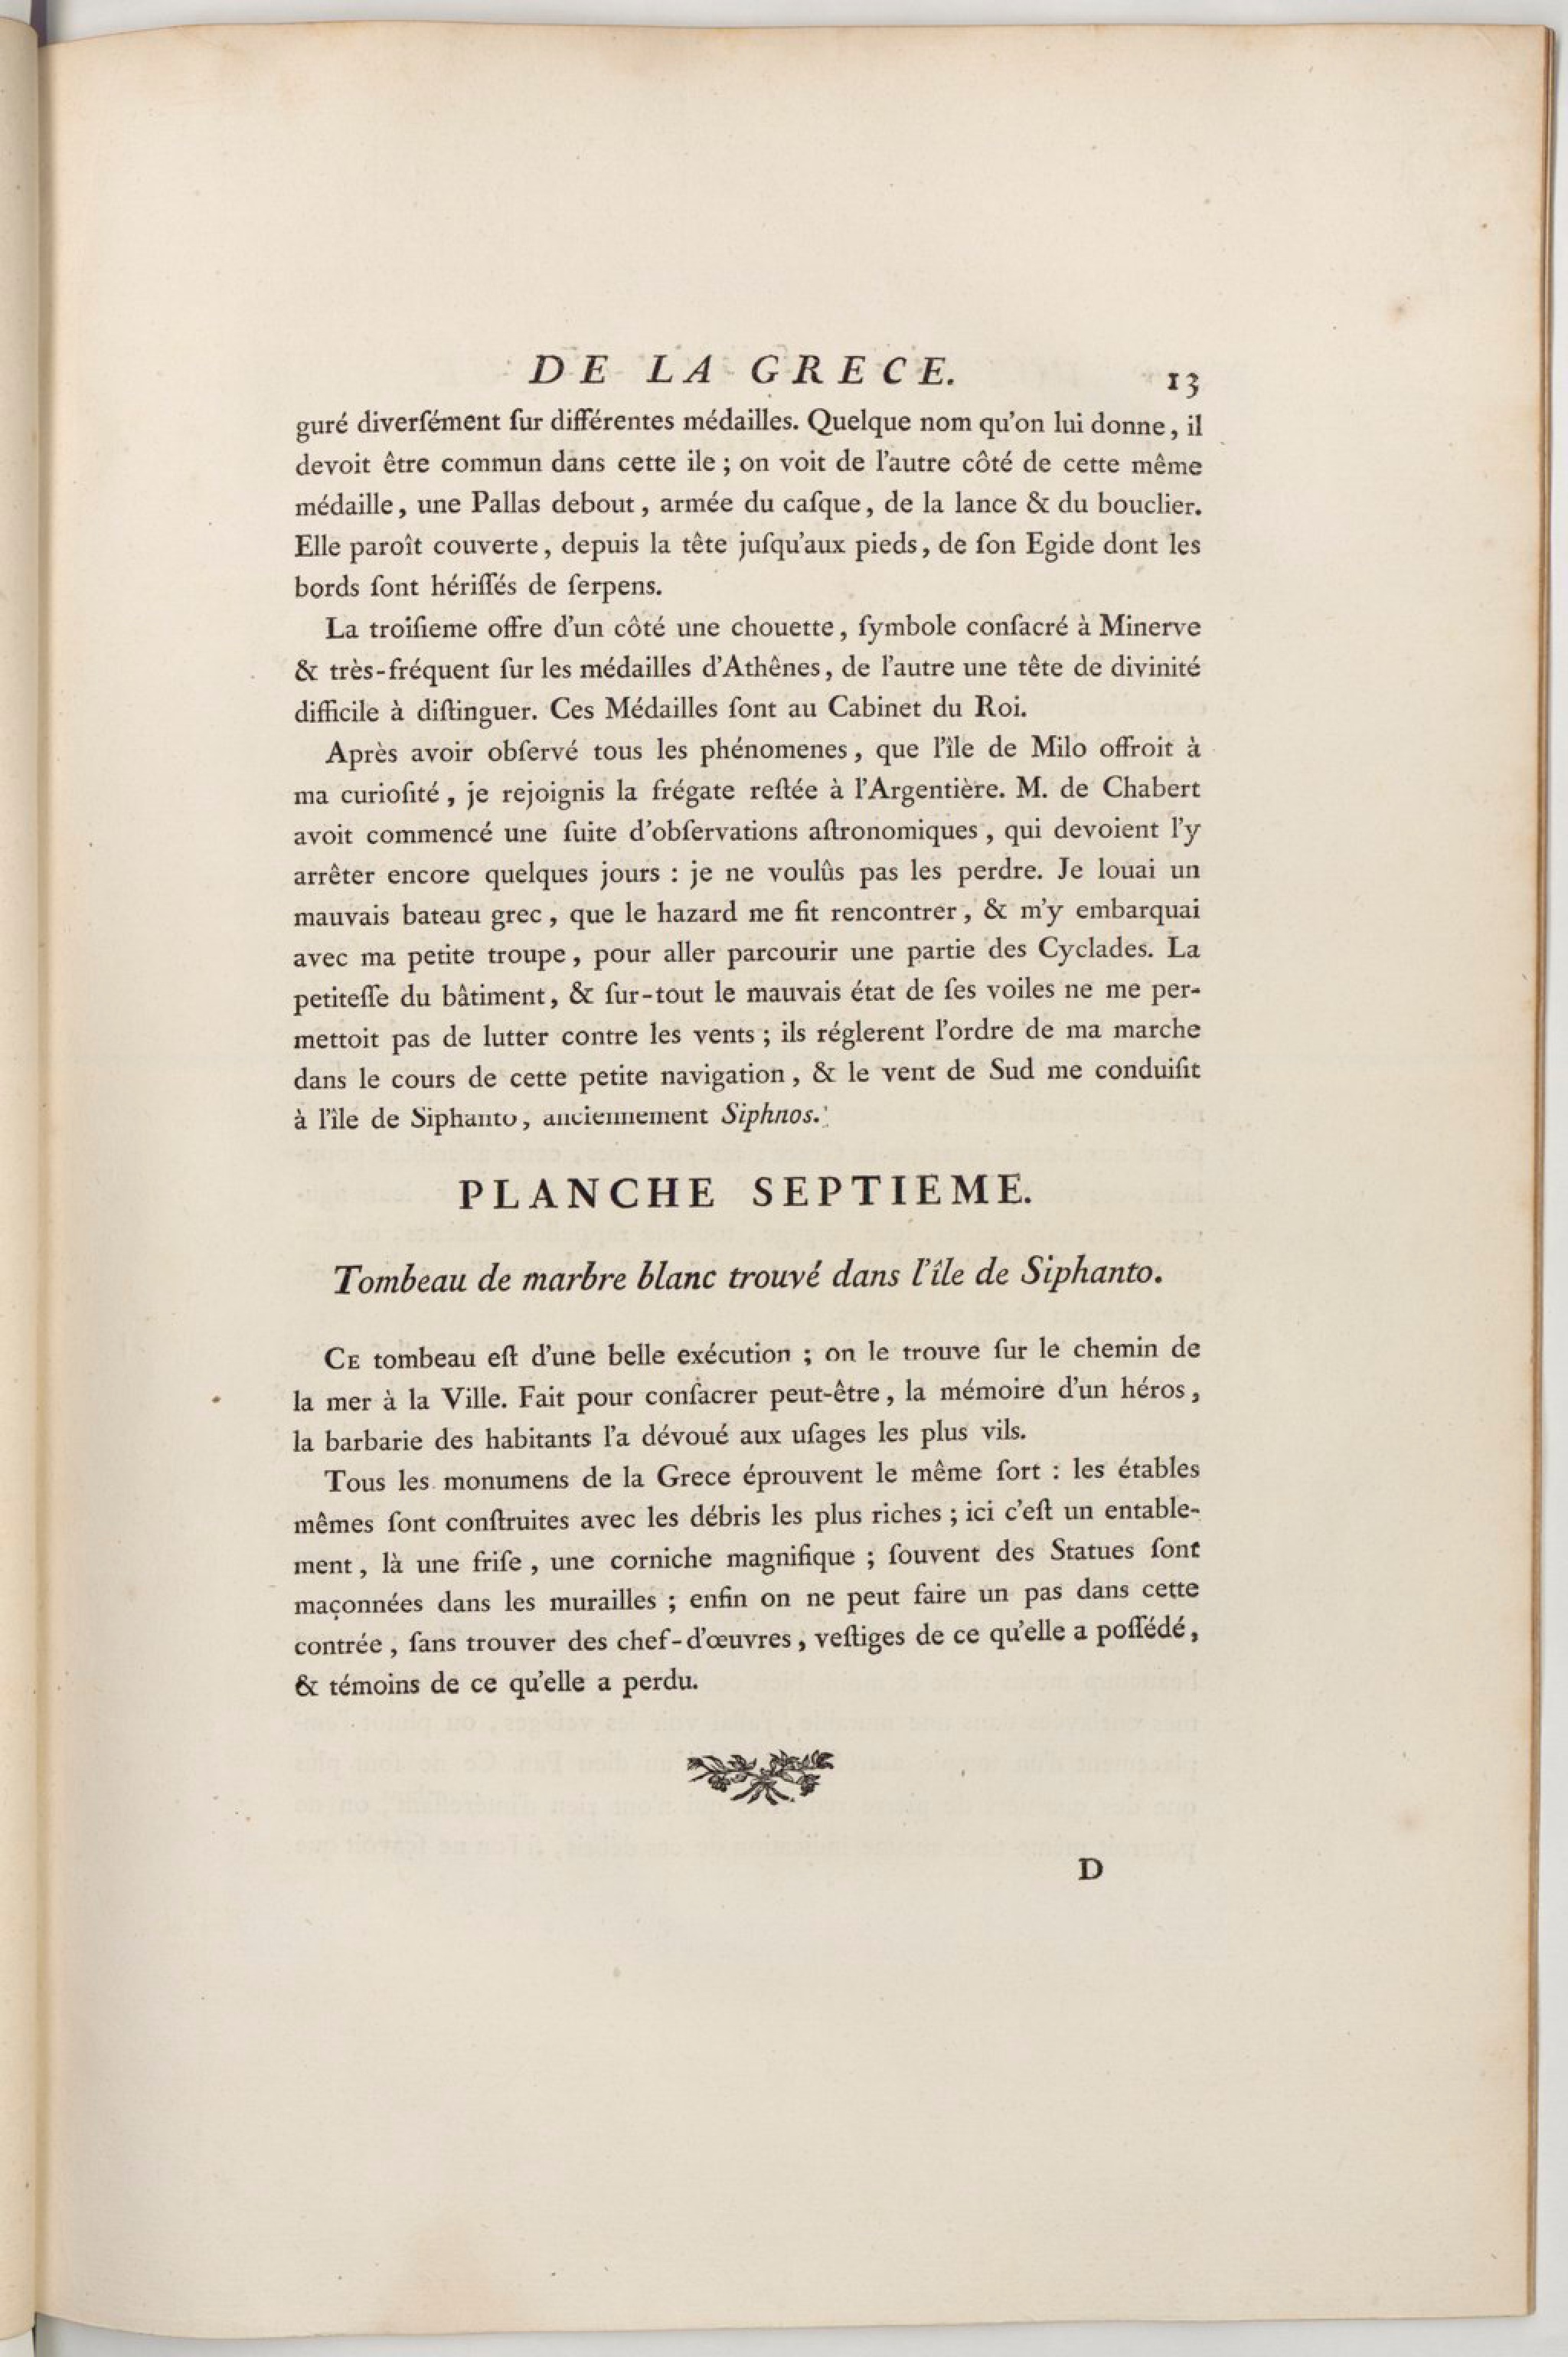 DE LA GRECE. 13
guré diverſément ſur différentes médailles. Quelque nom qu'on lui donne, il
devoit être commun dans cette ile ; on voit de l'autre côté de cette même
médaille, une Pallas debout, armée du caſque, de la lance & du bouclier.
Elle paroît couverte, depuis la tête juſqu'aux pieds, de ſon Egide dont les
bords ſont hériſſés de ſerpens.
La troiſieme offre d'un côté une chouette, ſymbole conſacré à Minerve
& très-fréquent ſur les médailles d'Athênes, de l'autre une tête de divinité
difficile à diſtinguer. Ces Médailles ſont au Cabinet du Roi.
Après avoir obſervé tous les phénomenes, que l'île de Milo offroit à
ma curioſité, je rejoignis la frégate reſtée à l'Argentière. M. de Chabert
avoit commencé une ſuite d'obſervations aſtronomiques, qui devoient l'y
arrêter encore quelques jours : je ne voulûs pas les perdre. Je louai un
mauvais bateau grec, que le hazard me fit rencontrer, & m'y embarquai
avec ma petite troupe, pour aller parcourir une partie des Cyclades. La
petiteſſe du bâtiment, & ſur-tout le mauvais état de ſes voiles ne me per-
mettoit pas de lutter contre les vents ; ils réglerent l'ordre de ma marche
dans le cours de cette petite navigation, & le vent de Sud me conduiſit
à l'île de Siphanto, anciennement Siphnos.
PLANCHE SEPTIEME.
Tombeau de marbre blanc trouvé dans l'île de Siphanto.
CE tombeau eſt d'une belle exécution ; on le trouve ſur le chemin de
la mer à la Ville. Fait pour conſacrer peut-être, la mémoire d'un héros,
la barbarie des habitants l'a dévoué aux uſages les plus vils.
Tous les monumens de la Grece éprouvent le même ſort : les étables
mêmes ſont conſtruites avec les débris les plus riches ; ici c'eſt un entable-
ment, là une friſe, une corniche magnifique ; ſouvent des Statues ſont
maçonnées dans les murailles ; enfin on ne peut faire un pas dans cette
contrée, ſans trouver des chef-d'œuvres, veſtiges de ce qu'elle a poſſédé,
& témoins de ce qu'elle a perdu.
D